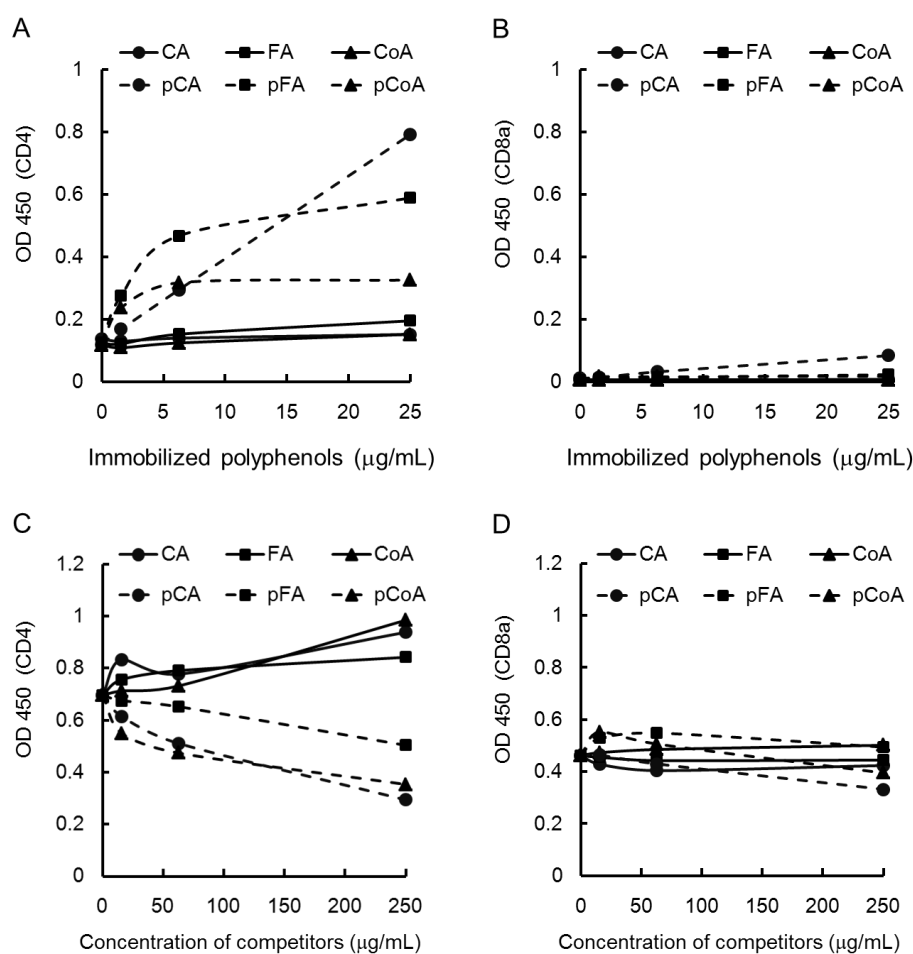 A
CA FA CoA
pCA pFA pCoA
1
0.8
0.6
0.4
0.2
0
OD 450 (CD4)
0 5 10 15 20 25
Immobilized polyphenols (μg/mL)
B
CA FA CoA
pCA pFA pCoA
1
0.8
0.6
0.4
0.2
0
OD 450 (CD8a)
0 5 10 15 20 25
Immobilized polyphenols (μg/mL)
C
CA FA CoA
pCA pFA pCoA
1.2
1
0.8
0.6
0.4
0.2
0
OD 450 (CD4)
0 50 100 150 200 250
Concentration of competitors (μg/mL)
D
CA FA CoA
pCA pFA pCoA
1.2
1
0.8
0.6
0.4
0.2
0
OD 450 (CD8a)
0 50 100 150 200 250
Concentration of competitors (μg/mL)